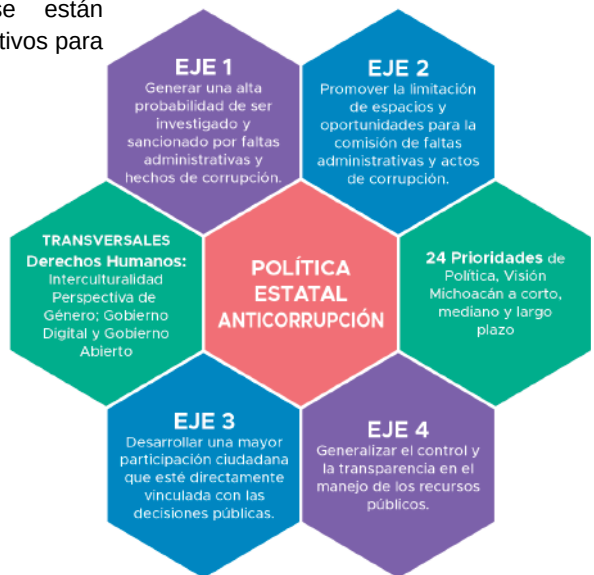 se están
tivos para
EJE 1
Generar una alta
probabilidad de ser
investigado y
sancionado por faltas
administrativas y
hechos de corrupción.
EJE 2
Promover la limitación
de espacios y
oportunidades para la
comisión de faltas
administrativas y actos
de corrupción.
TRANSVERSALES
Derechos Humanos:
Interculturalidad
Perspectiva de
Género; Gobierno
Digital y Gobierno
Abierto
POLÍTICA
ESTATAL
ANTICORRUPCIÓN
24 Prioridades de
Política, Visión
Michoacán a corto,
mediano y largo
plazo
EJE 3
Desarrollar una mayor
participación ciudadana
que esté directamente
vinculada con las
decisiones públicas.
EJE 4
Generalizar el control y
la transparencia en el
manejo de los recursos
públicos.